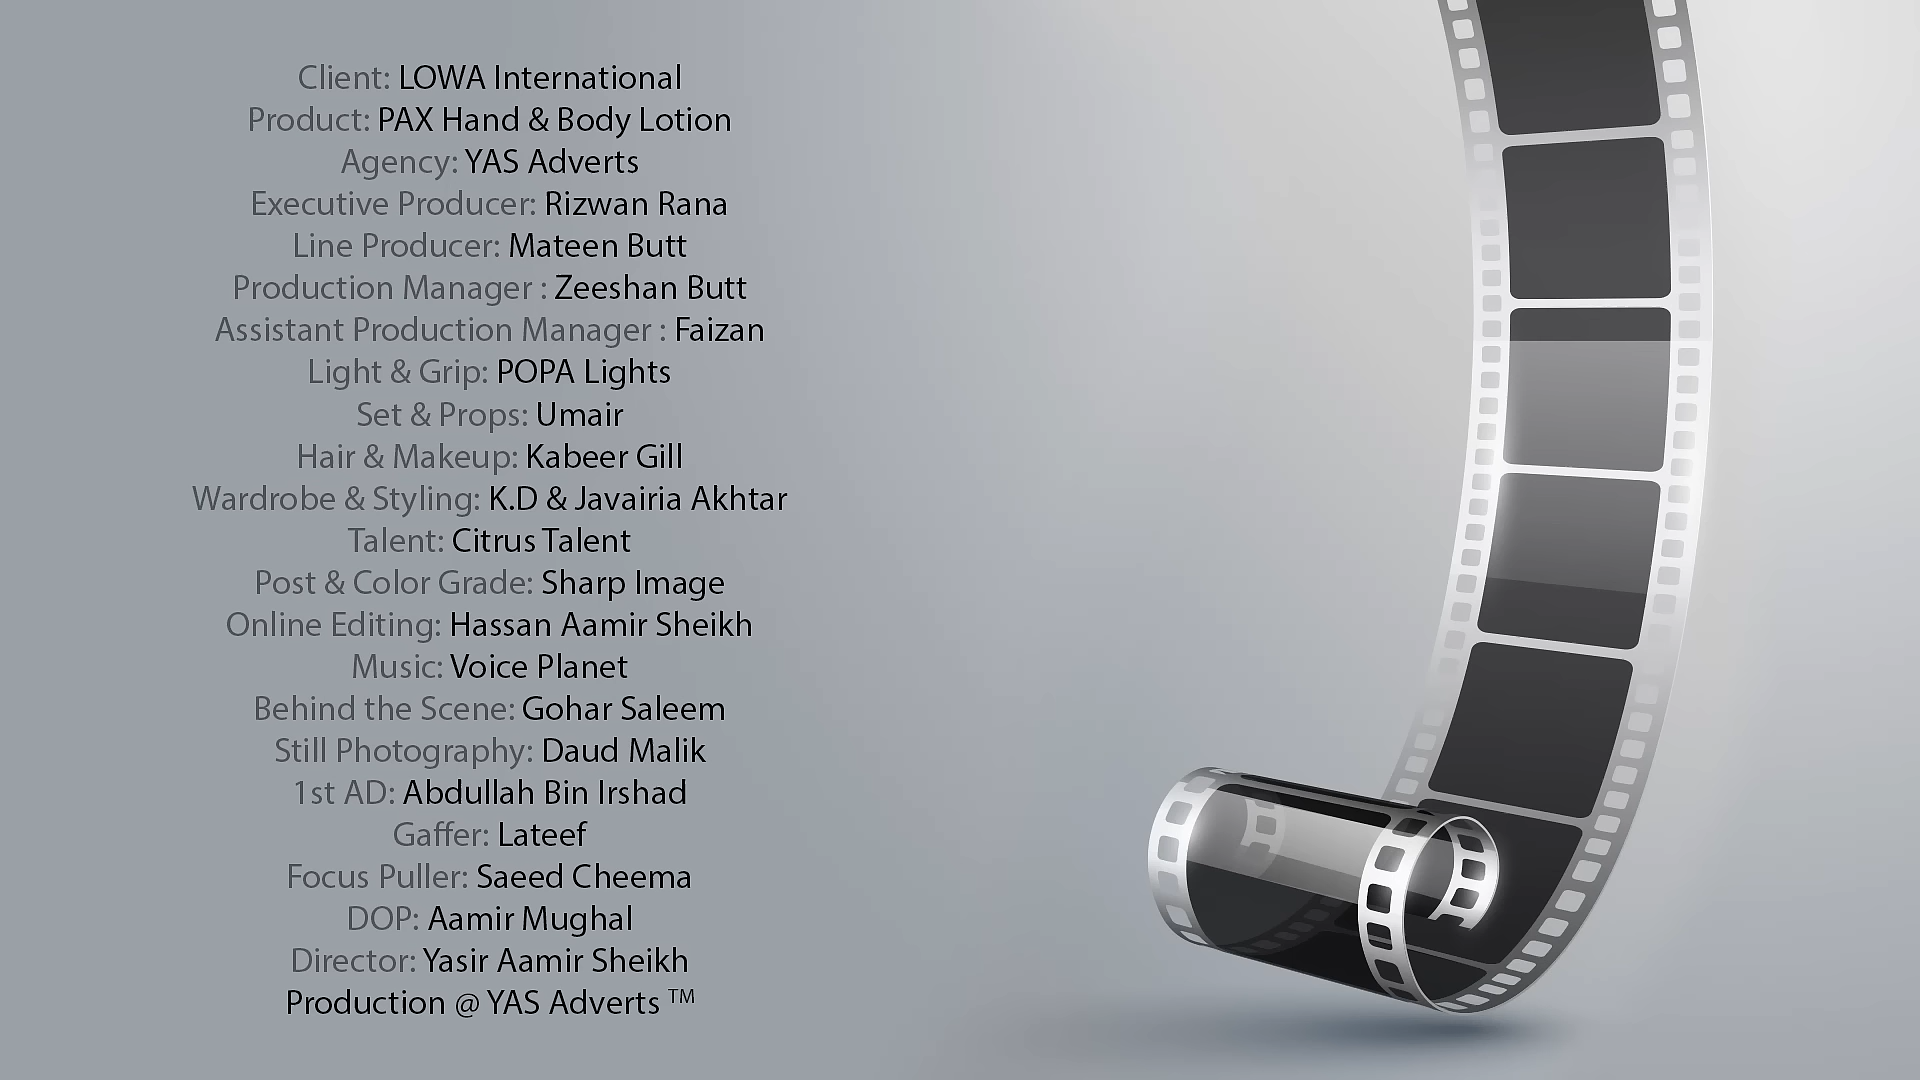 Client: LOWA International
Product: PAX Hand & Body Lotion
Agency: YAS Adverts
Executive Producer: Rizwan Rana
Line Producer: Mateen Butt
Production Manager : Zeeshan Butt
Assistant Production Manager : Faizan
Light & Grip: POPA Lights
Set & Props: Umair
Hair & Makeup: Kabeer Gill
Wardrobe & Styling: K.D & Javairia Akhtar
Talent: Citrus Talent
Post & Color Grade: Sharp Image
Online Editing: Hassan Aamir Sheikh
Music: Voice Planet
Behind the Scene: Gohar Saleem
Still Photography: Daud Malik
1st AD: Abdullah Bin Irshad
Gaffer: Lateef
Focus Puller: Saeed Cheema
DOP: Aamir Mughal
Director: Yasir Aamir Sheikh
Production @ YAS Adverts ™